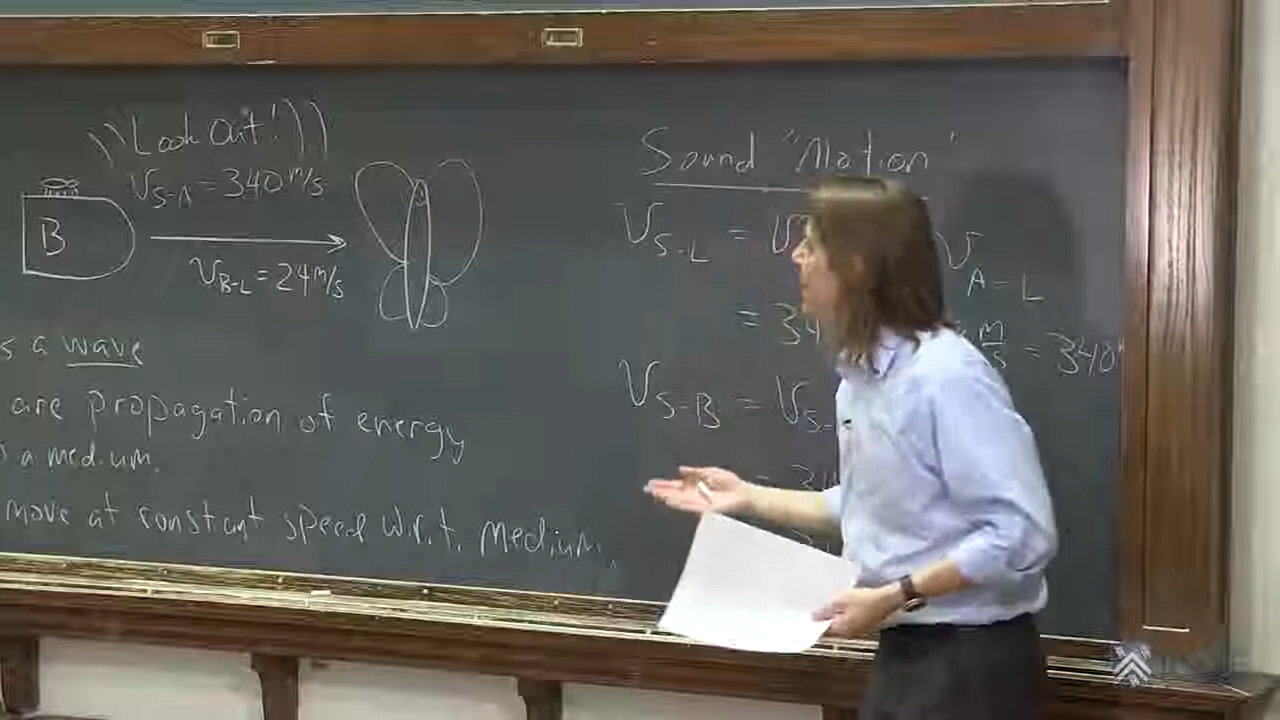 ))Look Out!)))
V_S-A = 340 m/s
B
V_B-L = 24 m/s
s a wave
are propagation of energy
a medium.
move at constant speed w.r.t. medium.
Sound "Motion"
V_S-L = V A-L
= 34 m/s = 340
V_S-B = V_S-